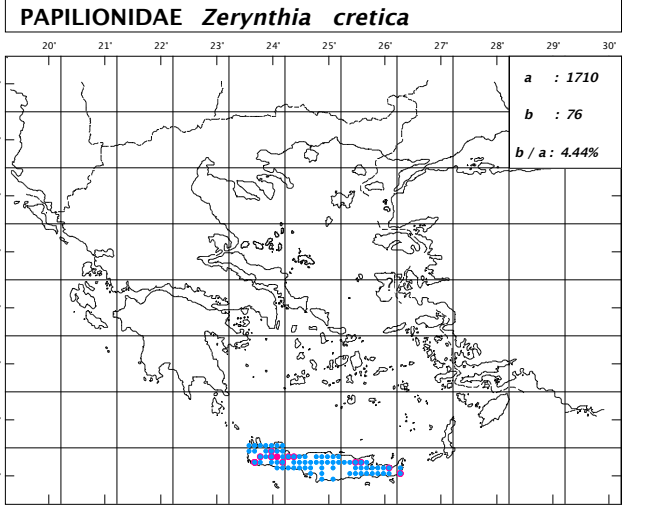 PAPILIONIDAE Zerynthia cretica
20° 21° 22° 23° 24° 25° 26° 27° 28° 29° 30°
a : 1710
b : 76
b / a : 4.44%